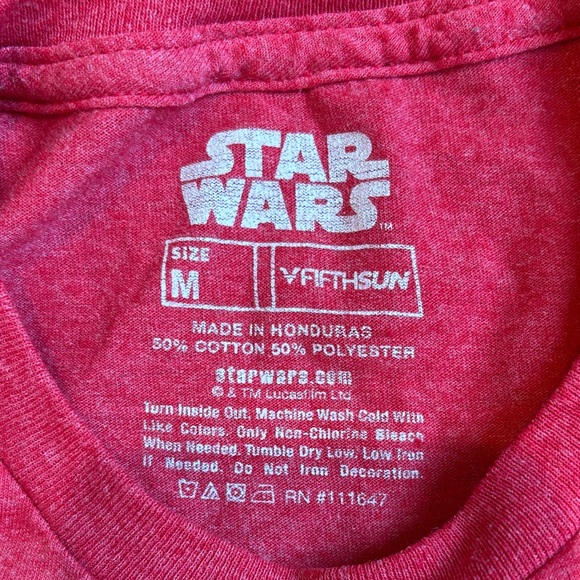 STAR
WARS™
SIZE
M
FIFTHSUN
MADE IN HONDURAS
50% COTTON 50% POLYESTER
starwars.com
© & TM Lucasfilm Ltd.
Turn Inside Out. Machine Wash Cold With
Like Colors. Only Non-Chlorine Bleach
When Needed. Tumble Dry Low. Low Iron
If Needed. Do Not Iron Decoration.
RN #111647